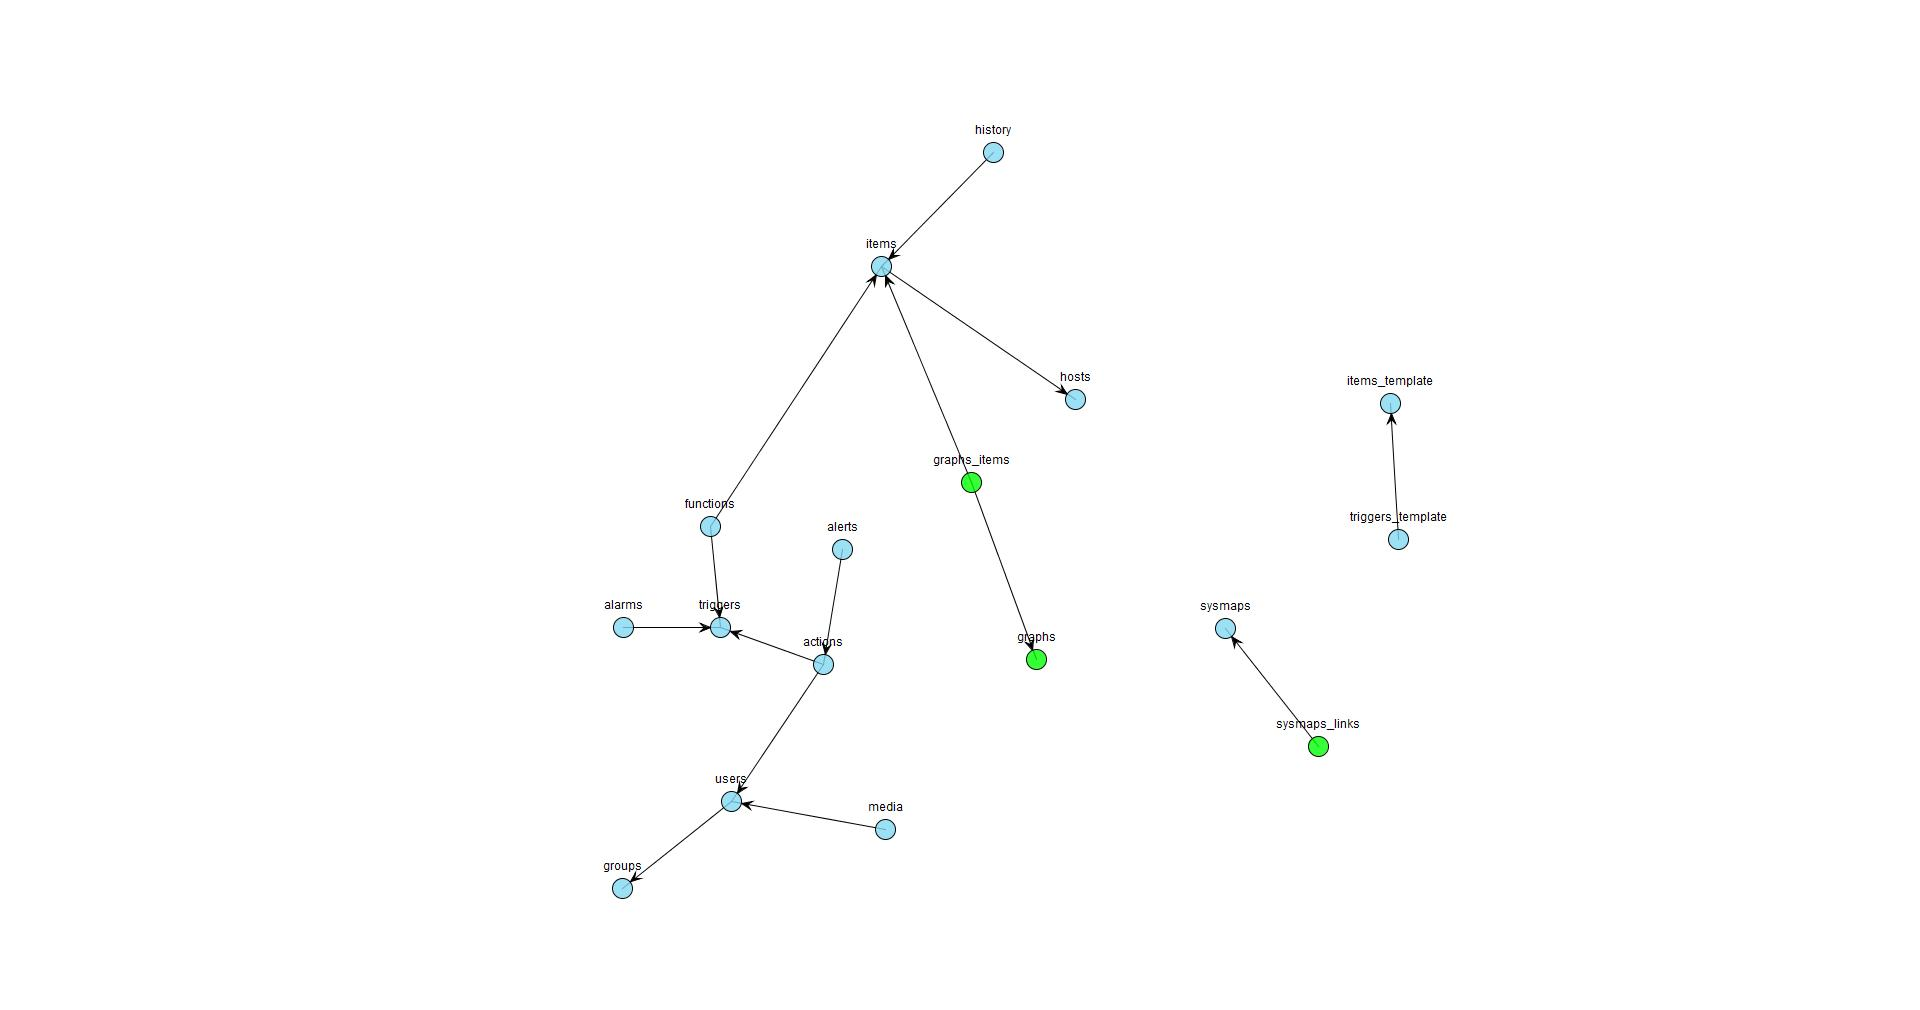 history
items
hosts
items_template
graphs_items
functions
triggers_template
alerts
alarms
triggers
sysmaps
graphs
actions
sysmaps_links
users
media
groups